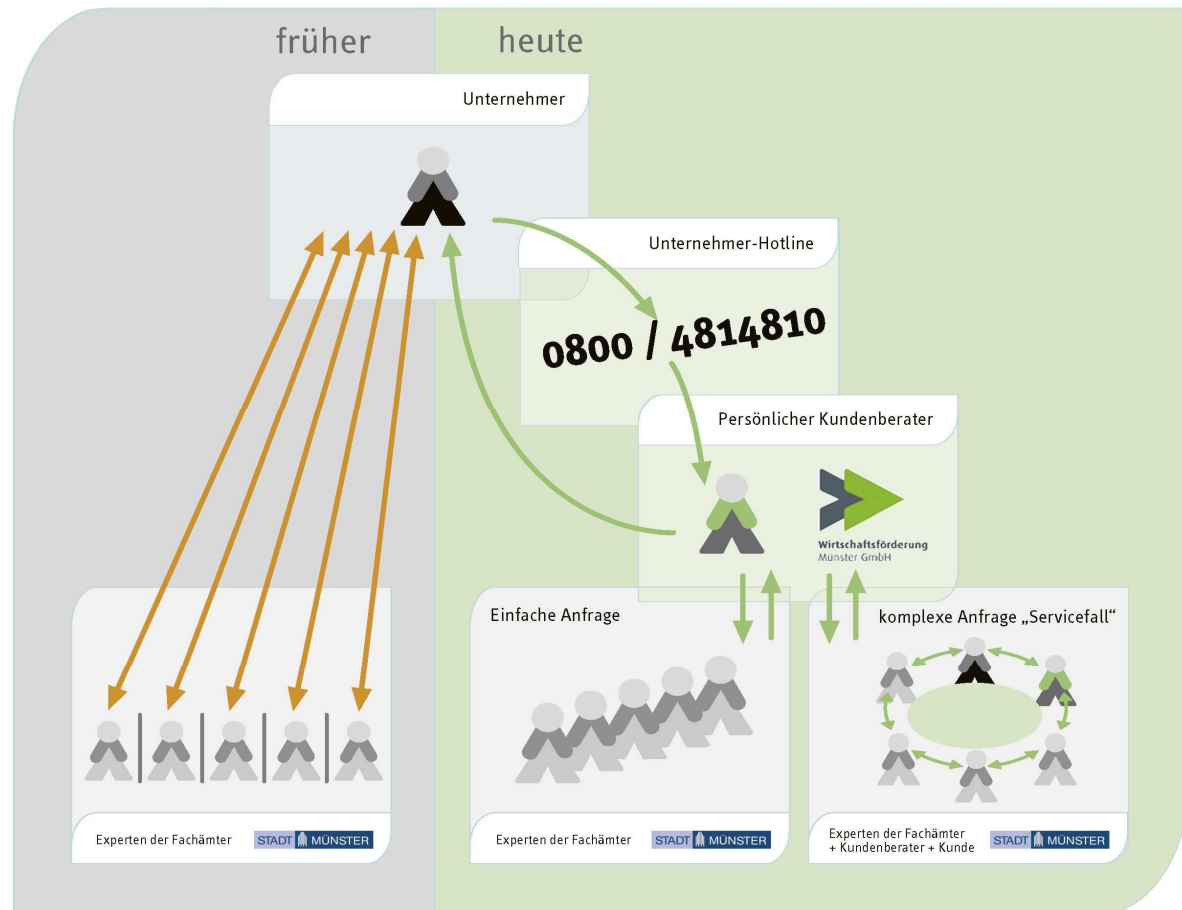 früher
heute
Unternehmer
Unternehmer-Hotline
0800 / 4814810
Persönlicher Kundenberater
Wirtschaftsförderung
Münster GmbH
Einfache Anfrage
komplexe Anfrage „Servicefall“
Experten der Fachämter
STADT MÜNSTER
Experten der Fachämter
STADT MÜNSTER
Experten der Fachämter
+ Kundenberater + Kunde
STADT MÜNSTER